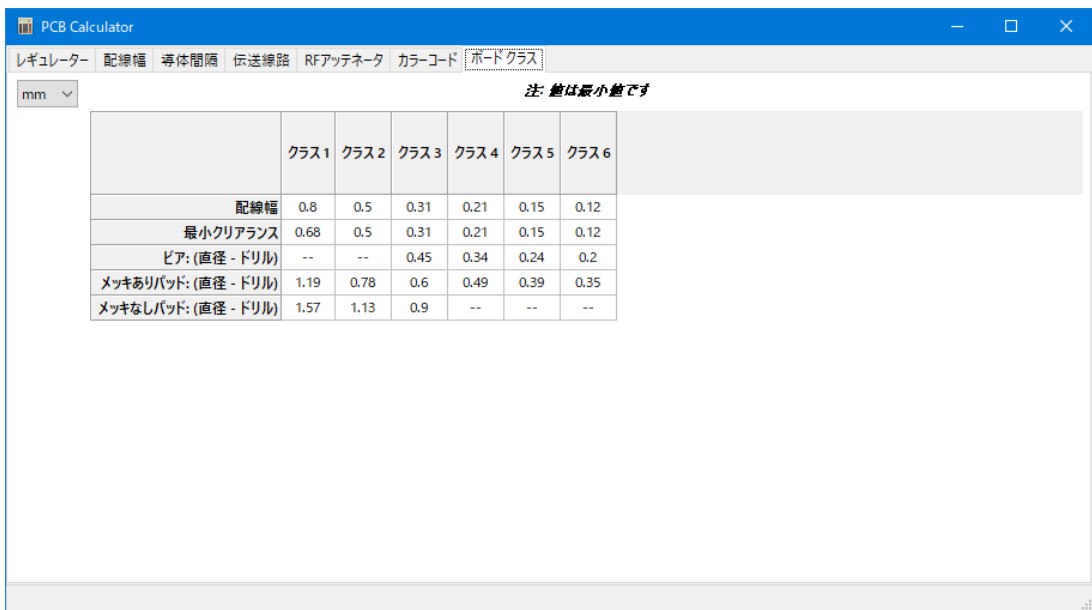 PCB Calculator
レギュレーター 配線幅 導体間隔 伝送線路 RFアッテネータ カラーコード ボードクラス
mm 注: 値は最小値です
クラス 1 クラス 2 クラス 3 クラス 4 クラス 5 クラス 6
配線幅 0.8 0.5 0.31 0.21 0.15 0.12
最小クリアランス 0.68 0.5 0.31 0.21 0.15 0.12
ビア: (直径 - ドリル) -- -- 0.45 0.34 0.24 0.2
メッキありパッド: (直径 - ドリル) 1.19 0.78 0.6 0.49 0.39 0.35
メッキなしパッド: (直径 - ドリル) 1.57 1.13 0.9 -- -- --